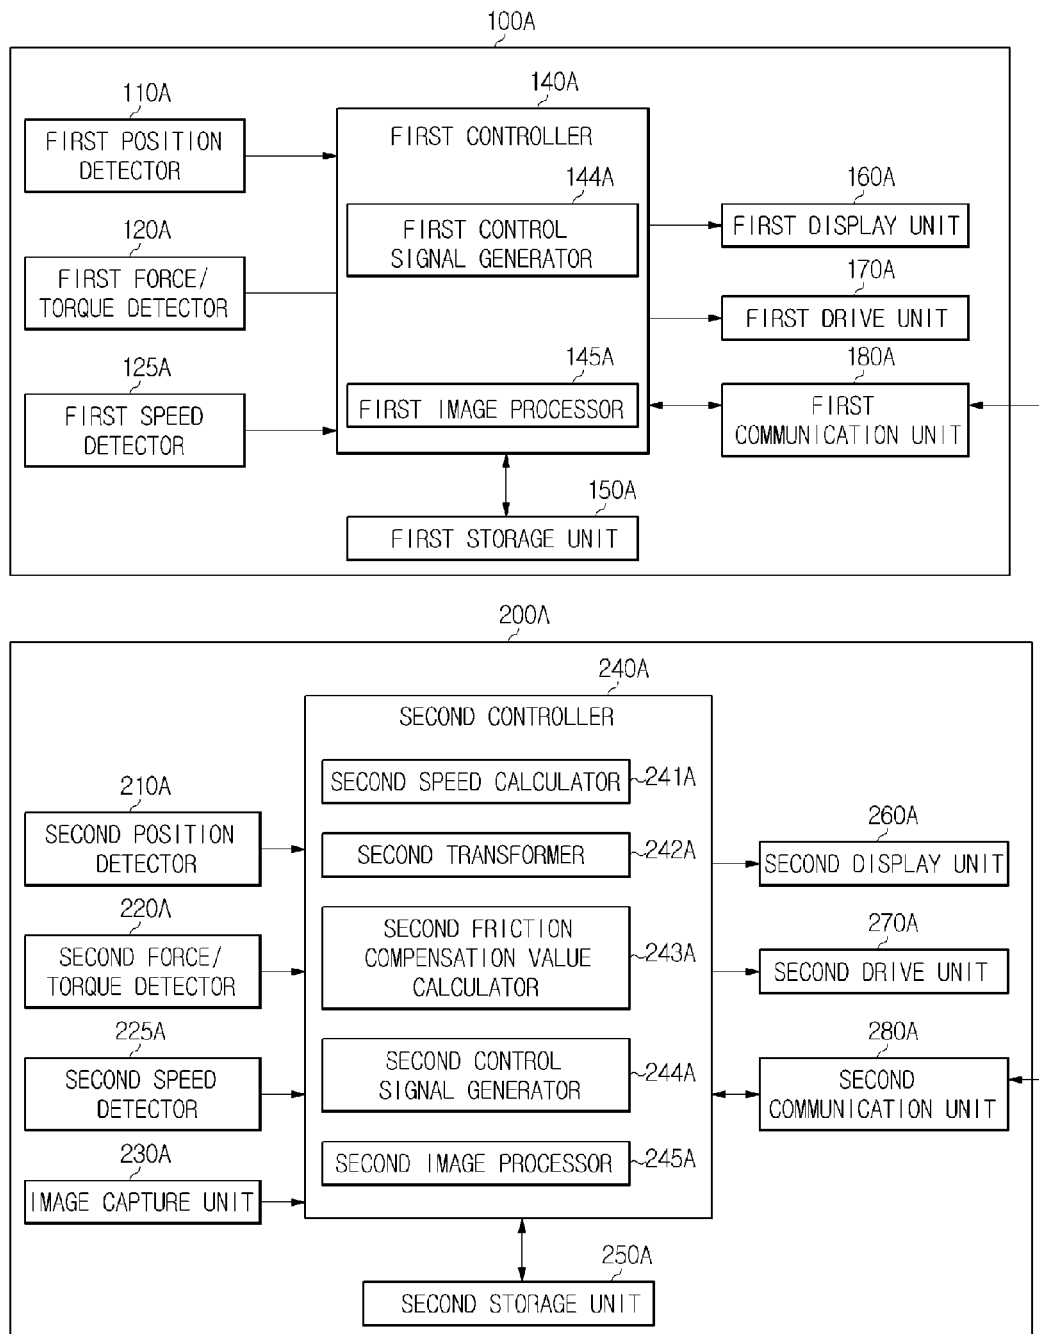 100A
110A
FIRST POSITION
DETECTOR
120A
FIRST FORCE/
TORQUE DETECTOR
125A
FIRST SPEED
DETECTOR
140A
FIRST CONTROLLER
144A
FIRST CONTROL
SIGNAL GENERATOR
145A
FIRST IMAGE PROCESSOR
150A
FIRST STORAGE UNIT
160A
FIRST DISPLAY UNIT
170A
FIRST DRIVE UNIT
180A
FIRST
COMMUNICATION UNIT
200A
210A
SECOND POSITION
DETECTOR
220A
SECOND FORCE/
TORQUE DETECTOR
225A
SECOND SPEED
DETECTOR
230A
IMAGE CAPTURE UNIT
240A
SECOND CONTROLLER
SECOND SPEED CALCULATOR
241A
SECOND TRANSFORMER
242A
SECOND FRICTION
COMPENSATION VALUE
CALCULATOR
243A
SECOND CONTROL
SIGNAL GENERATOR
244A
SECOND IMAGE PROCESSOR
245A
250A
SECOND STORAGE UNIT
260A
SECOND DISPLAY UNIT
270A
SECOND DRIVE UNIT
280A
SECOND
COMMUNICATION UNIT